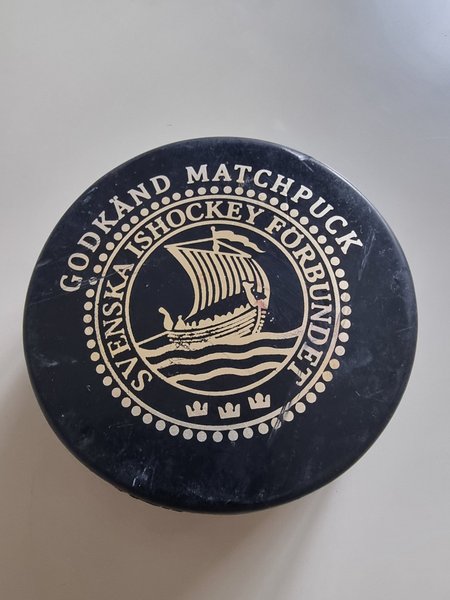 GODKÄND MATCHPUCK
SVENSKA ISHOCKEY FÖRBUNDET